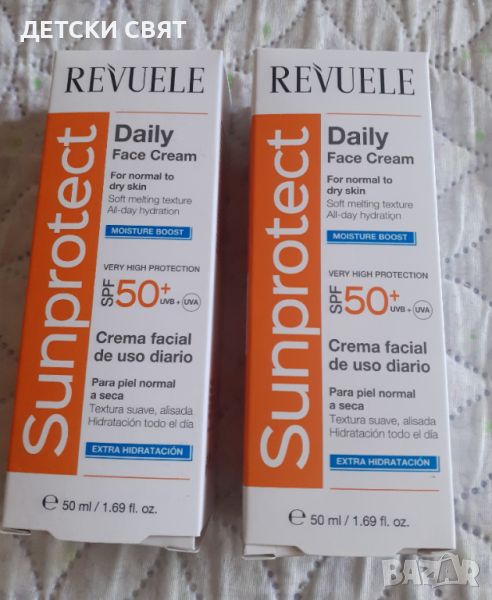 ДЕТСКИ СВЯТ
REVUELE
Sunprotect
Daily
Face Cream
For normal to
dry skin
Soft melting texture
All-day hydration
MOISTURE BOOST
VERY HIGH PROTECTION
SPF 50+ UVB + UVA
Crema facial
de uso diario
Para piel normal
a seca
Textura suave, alisada
Hidratación todo el día
EXTRA HIDRATACIÓN
℮ 50 ml / 1.69 fl. oz.
REVUELE
Sunprotect
Daily
Face Cream
For normal to
dry skin
Soft melting texture
All-day hydration
MOISTURE BOOST
VERY HIGH PROTECTION
SPF 50+ UVB + UVA
Crema facial
de uso diario
Para piel normal
a seca
Textura suave, alisada
Hidratación todo el día
EXTRA HIDRATACIÓN
℮ 50 ml / 1.69 fl. oz.
BAZAR